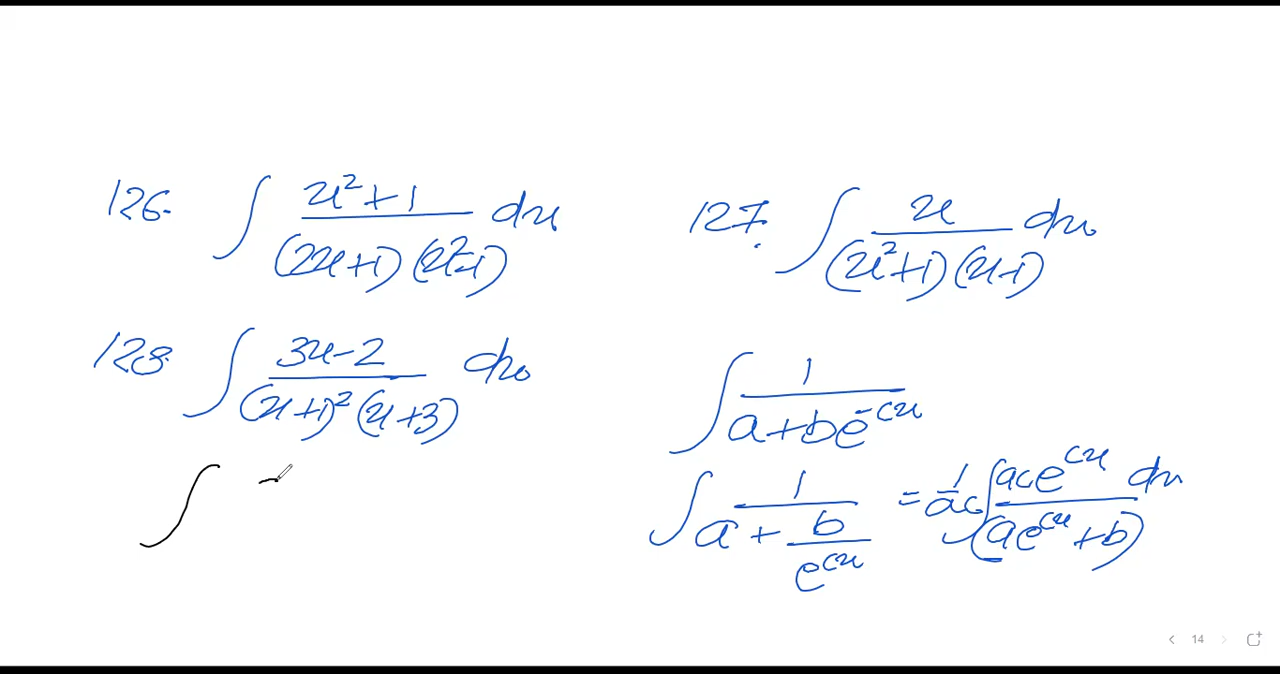 126. ∫ (x²+1)/((2x+1)(x²-1)) dx
127. ∫ x/((x²+1)(x-1)) dx
128. ∫ (3x-2)/((x+1)²(x+3)) dx
∫ 1/(a+be^(-cx))
∫ 1/(a+b/e^(cx)) = 1/ac ∫ ace^(cx)/(ae^(cx)+b) dx
∫
14